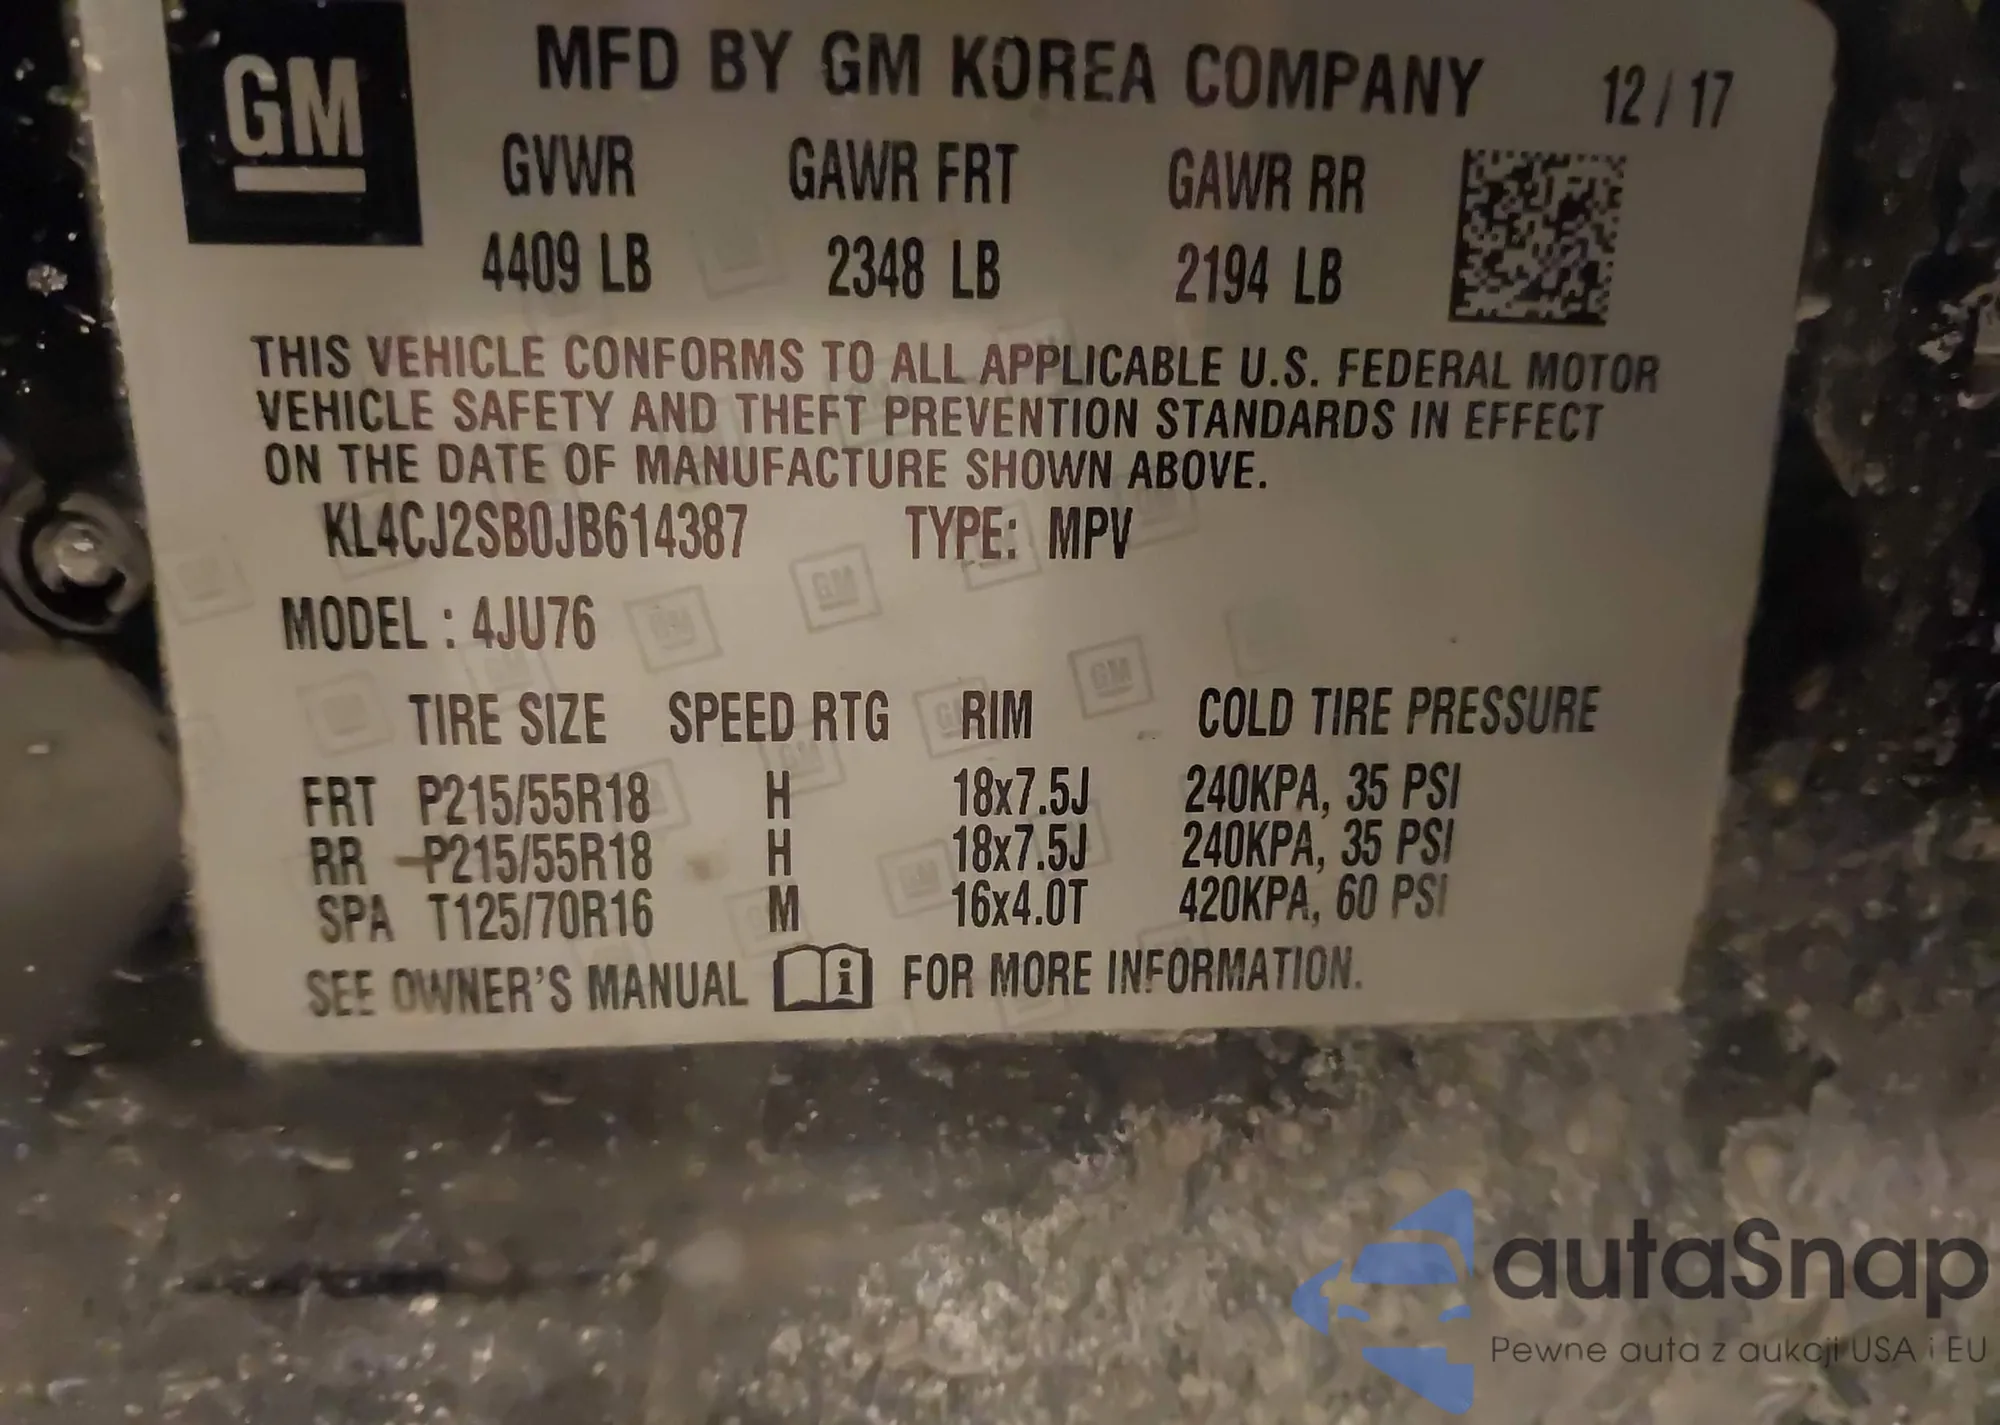 GM
MFD BY GM KOREA COMPANY 12 / 17
GVWR GAWR FRT GAWR RR
4409 LB 2348 LB 2194 LB
THIS VEHICLE CONFORMS TO ALL APPLICABLE U.S. FEDERAL MOTOR
VEHICLE SAFETY AND THEFT PREVENTION STANDARDS IN EFFECT
ON THE DATE OF MANUFACTURE SHOWN ABOVE.
KL4CJ2SB0JB614387 TYPE: MPV
MODEL : 4JU76
TIRE SIZE SPEED RTG RIM COLD TIRE PRESSURE
FRT P215/55R18 H 18x7.5J 240KPA, 35 PSI
RR P215/55R18 H 18x7.5J 240KPA, 35 PSI
SPA T125/70R16 M 16x4.0T 420KPA, 60 PSI
SEE OWNER'S MANUAL i FOR MORE INFORMATION.
autaSnap
Pewne auta z aukcji USA i EU